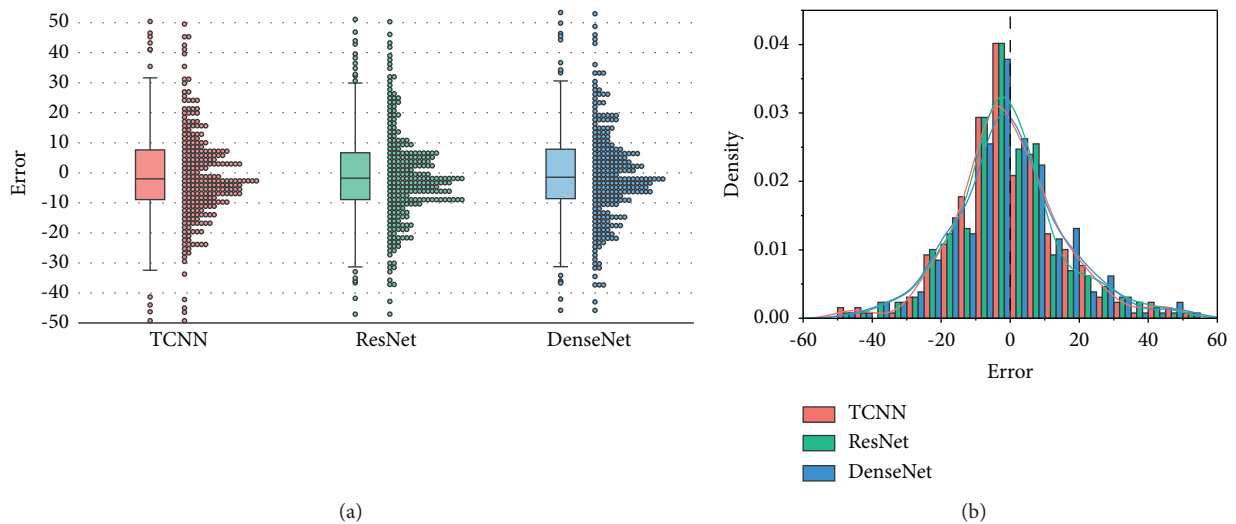 50
40
30
20
10
0
-10
-20
-30
-40
-50
Error
TCNN ResNet DenseNet
(a)
0.04
0.03
0.02
0.01
0.00
Density
-60 -40 -20 0 20 40 60
Error
TCNN
ResNet
DenseNet
(b)